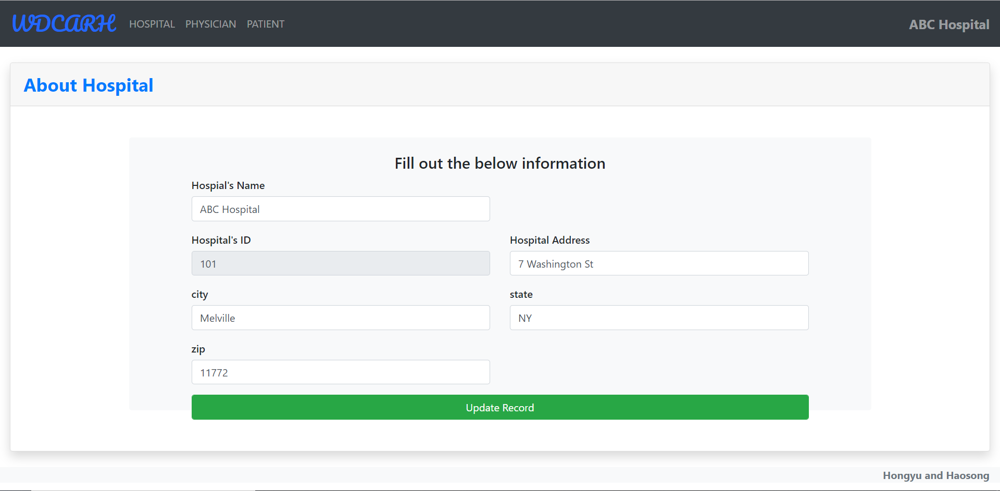 WDCARH HOSPITAL PHYSICIAN PATIENT ABC Hospital
About Hospital
Fill out the below information
Hospial's Name
ABC Hospital
Hospital's ID Hospital Address
101 7 Washington St
city state
Melville NY
zip
11772
Update Record
Hongyu and Haosong